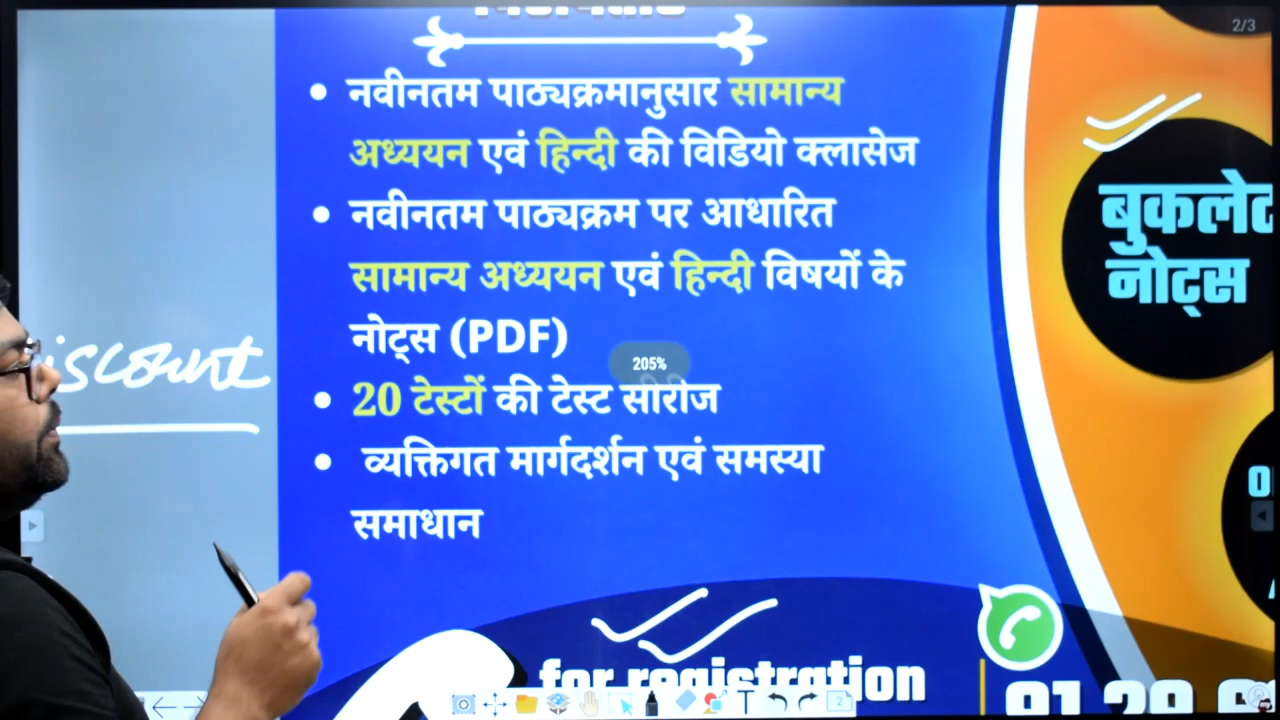 2/3
नवीनतम पाठ्यक्रमानुसार सामान्य
अध्ययन एवं हिन्दी की विडियो क्लासेज
नवीनतम पाठ्यक्रम पर आधारित
सामान्य अध्ययन एवं हिन्दी विषयों के
नोट्स (PDF)
205%
20 टेस्टों की टेस्ट सीरीज
व्यक्तिगत मार्गदर्शन एवं समस्या
समाधान
iscount
बुकलेट
नोट्स
for registration